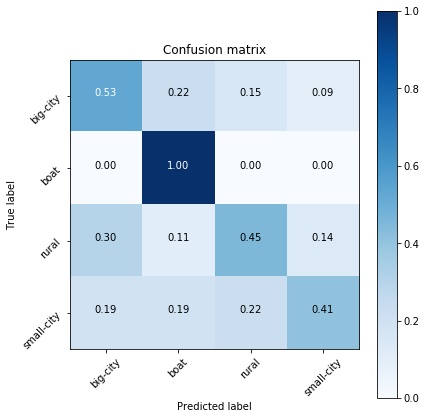 Confusion matrix
1.0
big-city 0.53 0.22 0.15 0.09
0.8
boat 0.00 1.00 0.00 0.00
0.6
True label
rural 0.30 0.11 0.45 0.14
0.4
small-city 0.19 0.19 0.22 0.41
0.2
big-city boat rural small-city
0.0
Predicted label